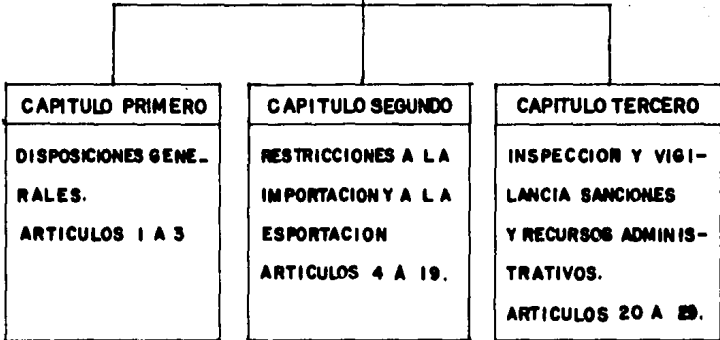 CAPITULO PRIMERO
DISPOSICIONES GENE-
RALES.
ARTICULOS 1 A 3
CAPITULO SEGUNDO
RESTRICCIONES A LA
IMPORTACION Y A LA
ESPORTACION
ARTICULOS 4 A 19.
CAPITULO TERCERO
INSPECCION Y VIGI-
LANCIA SANCIONES
Y RECURSOS ADMINIS-
TRATIVOS.
ARTICULOS 20 A 29.